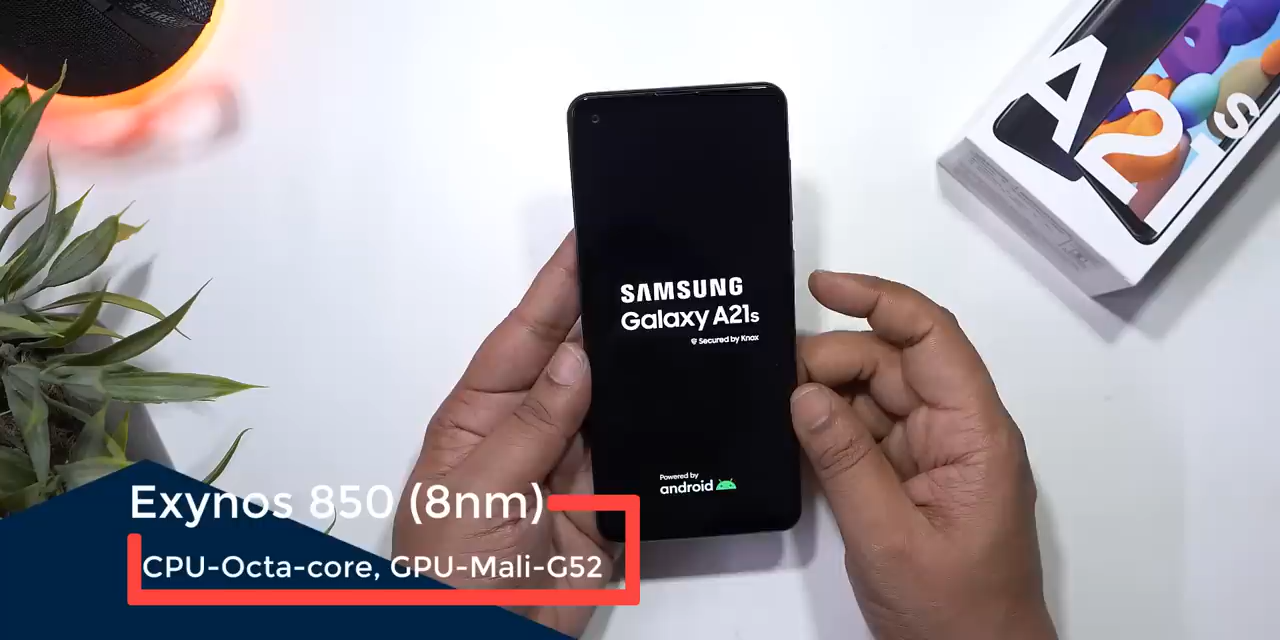 FLARE
A21s
SAMSUNG
Galaxy A21s
Secured by Knox
Powered by
android
Exynos 850 (8nm)
CPU-Octa-core, GPU-Mali-G52